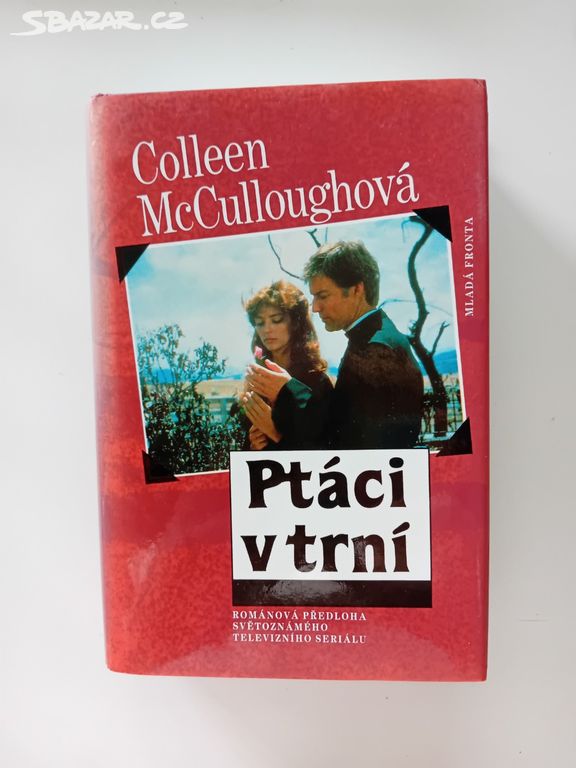 SBAZAR.CZ
Colleen
McCulloughová
MLADÁ FRONTA
Ptáci
v trní
ROMÁNOVÁ PŘEDLOHA
SVĚTOZNÁMÉHO
TELEVIZNÍHO SERIÁLU